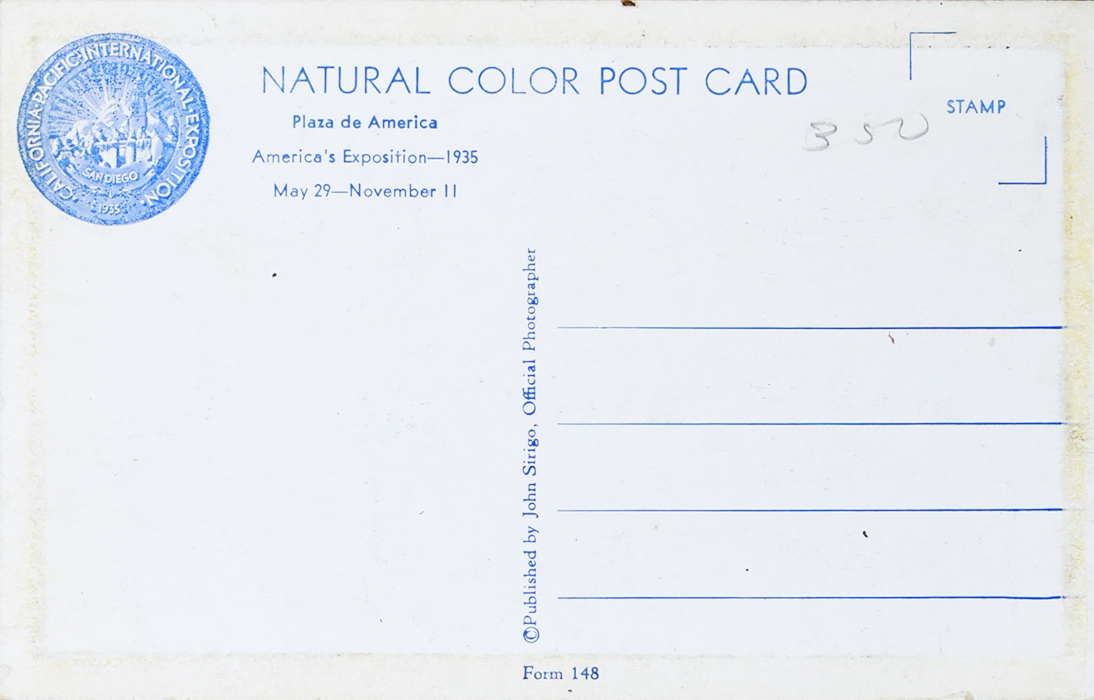 CALIFORNIA·PACIFIC·INTERNATIONAL·EXPOSITION·
SAN DIEGO
·1935·
NATURAL COLOR POST CARD
Plaza de America
America's Exposition—1935
May 29—November 11
STAMP
350
©Published by John Sirigo, Official Photographer
Form 148